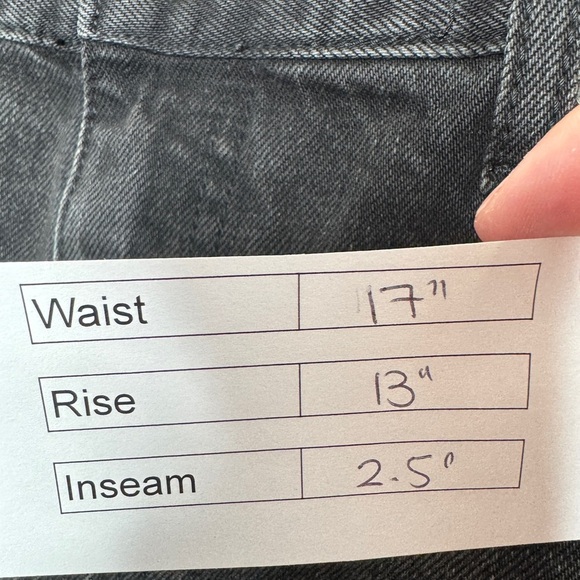 Waist 17"
Rise 13"
Inseam 2.5"